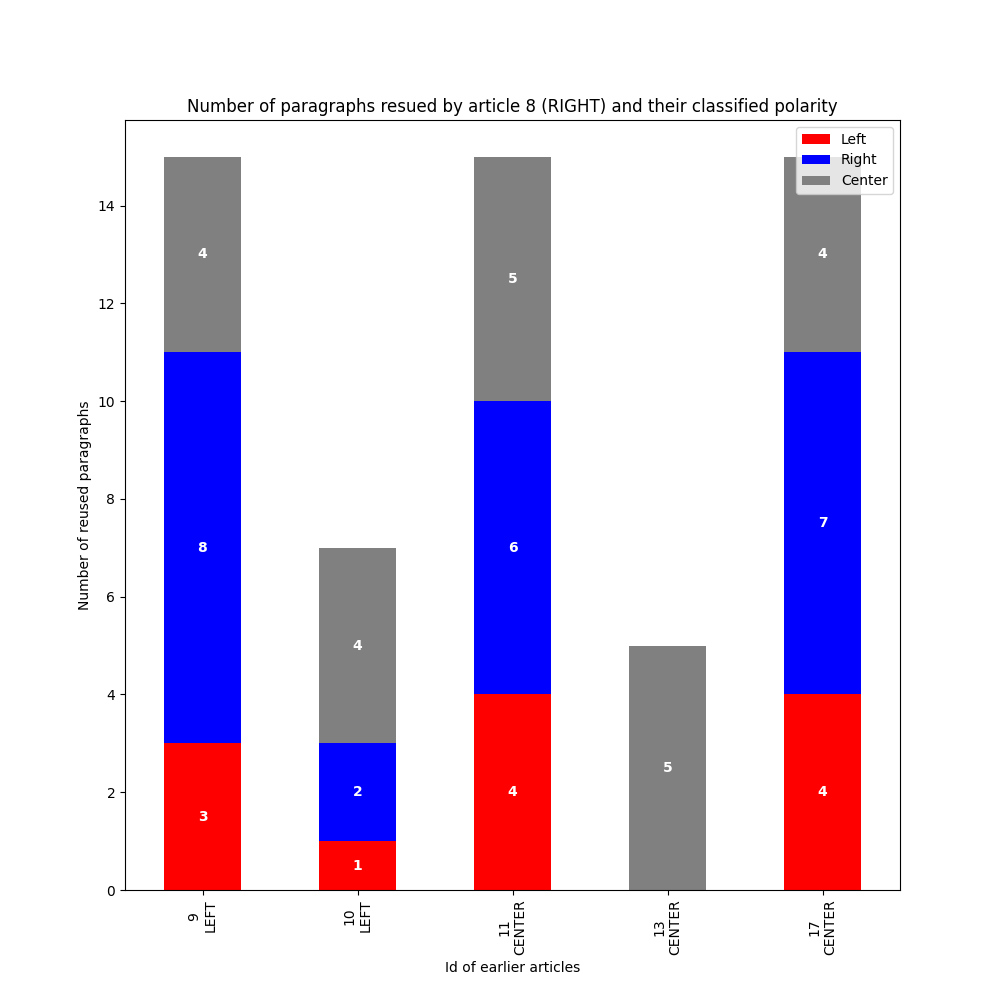 Number of paragraphs resued by article 8 (RIGHT) and their classified polarity
Left
Right
Center
Number of reused paragraphs
14
12
10
8
6
4
2
0
4
8
3
4
2
1
5
6
4
5
4
7
4
9
LEFT
10
LEFT
11
CENTER
13
CENTER
17
CENTER
Id of earlier articles